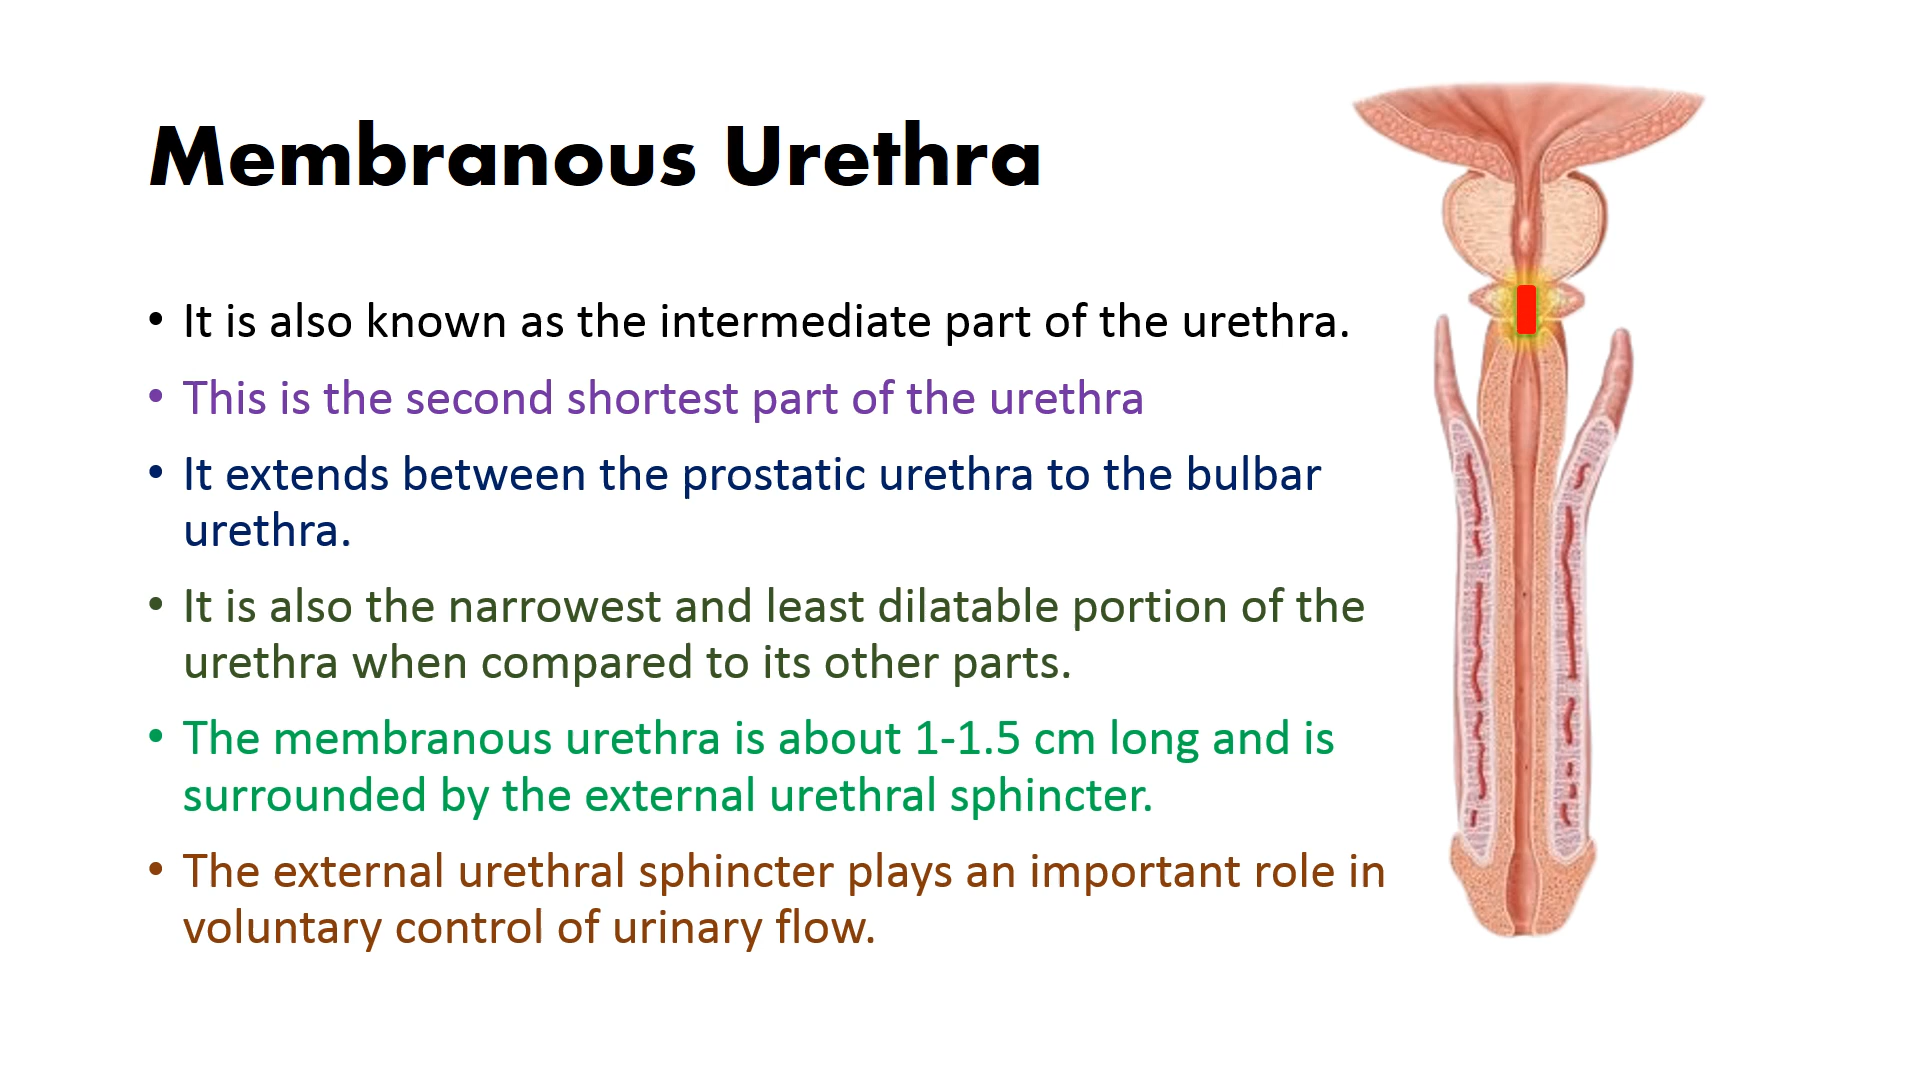 Membranous Urethra
• It is also known as the intermediate part of the urethra.
• This is the second shortest part of the urethra
• It extends between the prostatic urethra to the bulbar
urethra.
• It is also the narrowest and least dilatable portion of the
urethra when compared to its other parts.
• The membranous urethra is about 1-1.5 cm long and is
surrounded by the external urethral sphincter.
• The external urethral sphincter plays an important role in
voluntary control of urinary flow.